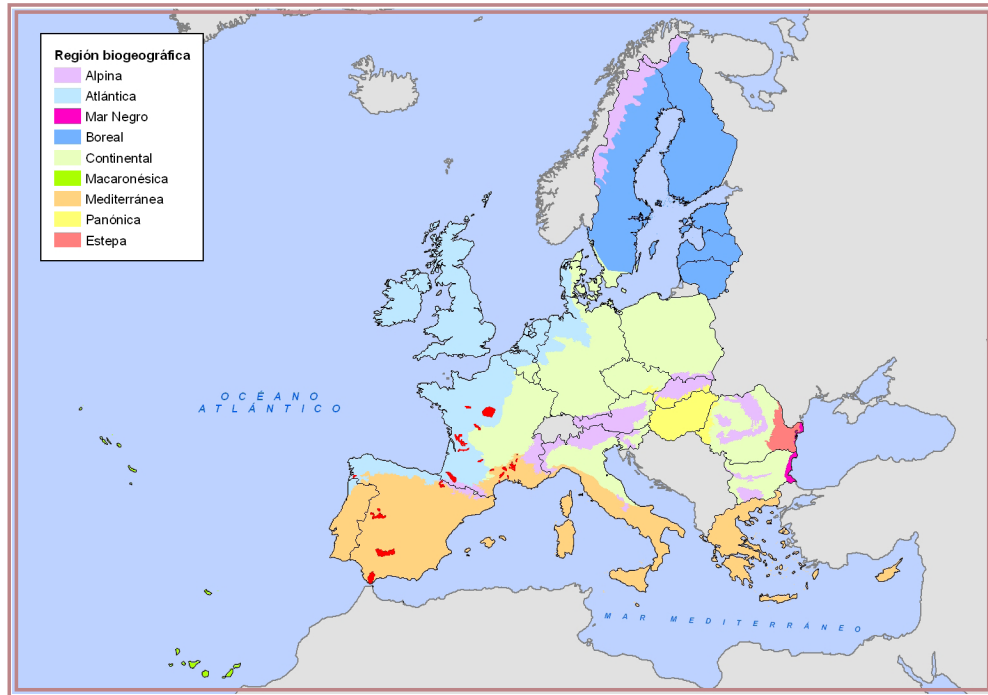 Región biogeográfica
Alpina
Atlántica
Mar Negro
Boreal
Continental
Macaronésica
Mediterránea
Panónica
Estepa
OCÉANO
ATLÁNTICO
MAR MEDITERRÁNEO